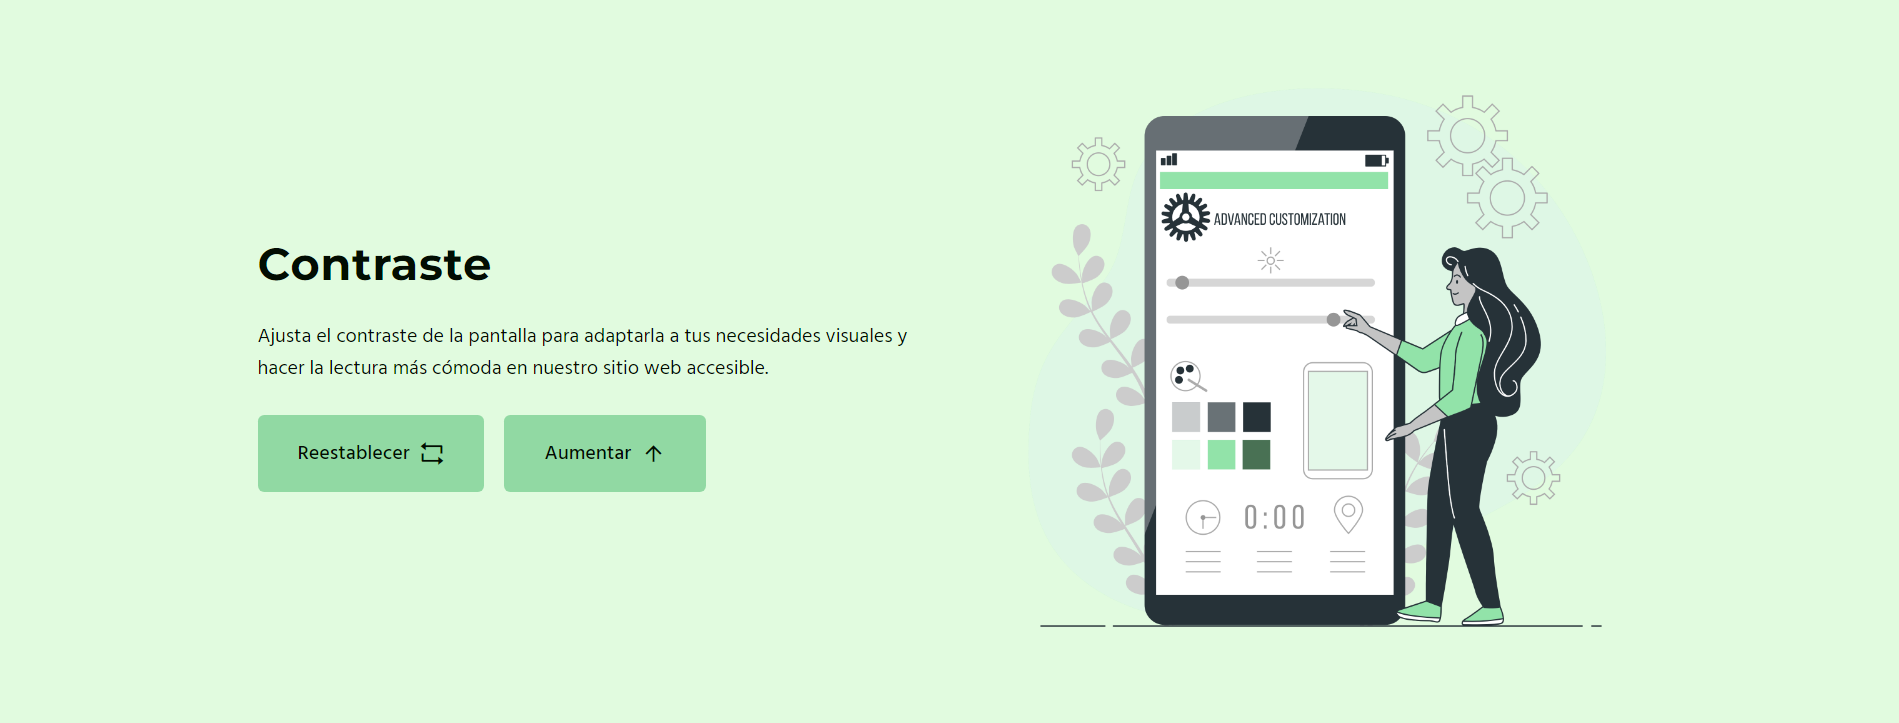 Contraste
Ajusta el contraste de la pantalla para adaptarla a tus necesidades visuales y
hacer la lectura más cómoda en nuestro sitio web accesible.
Reestablecer
Aumentar
ADVANCED CUSTOMIZATION
0:00